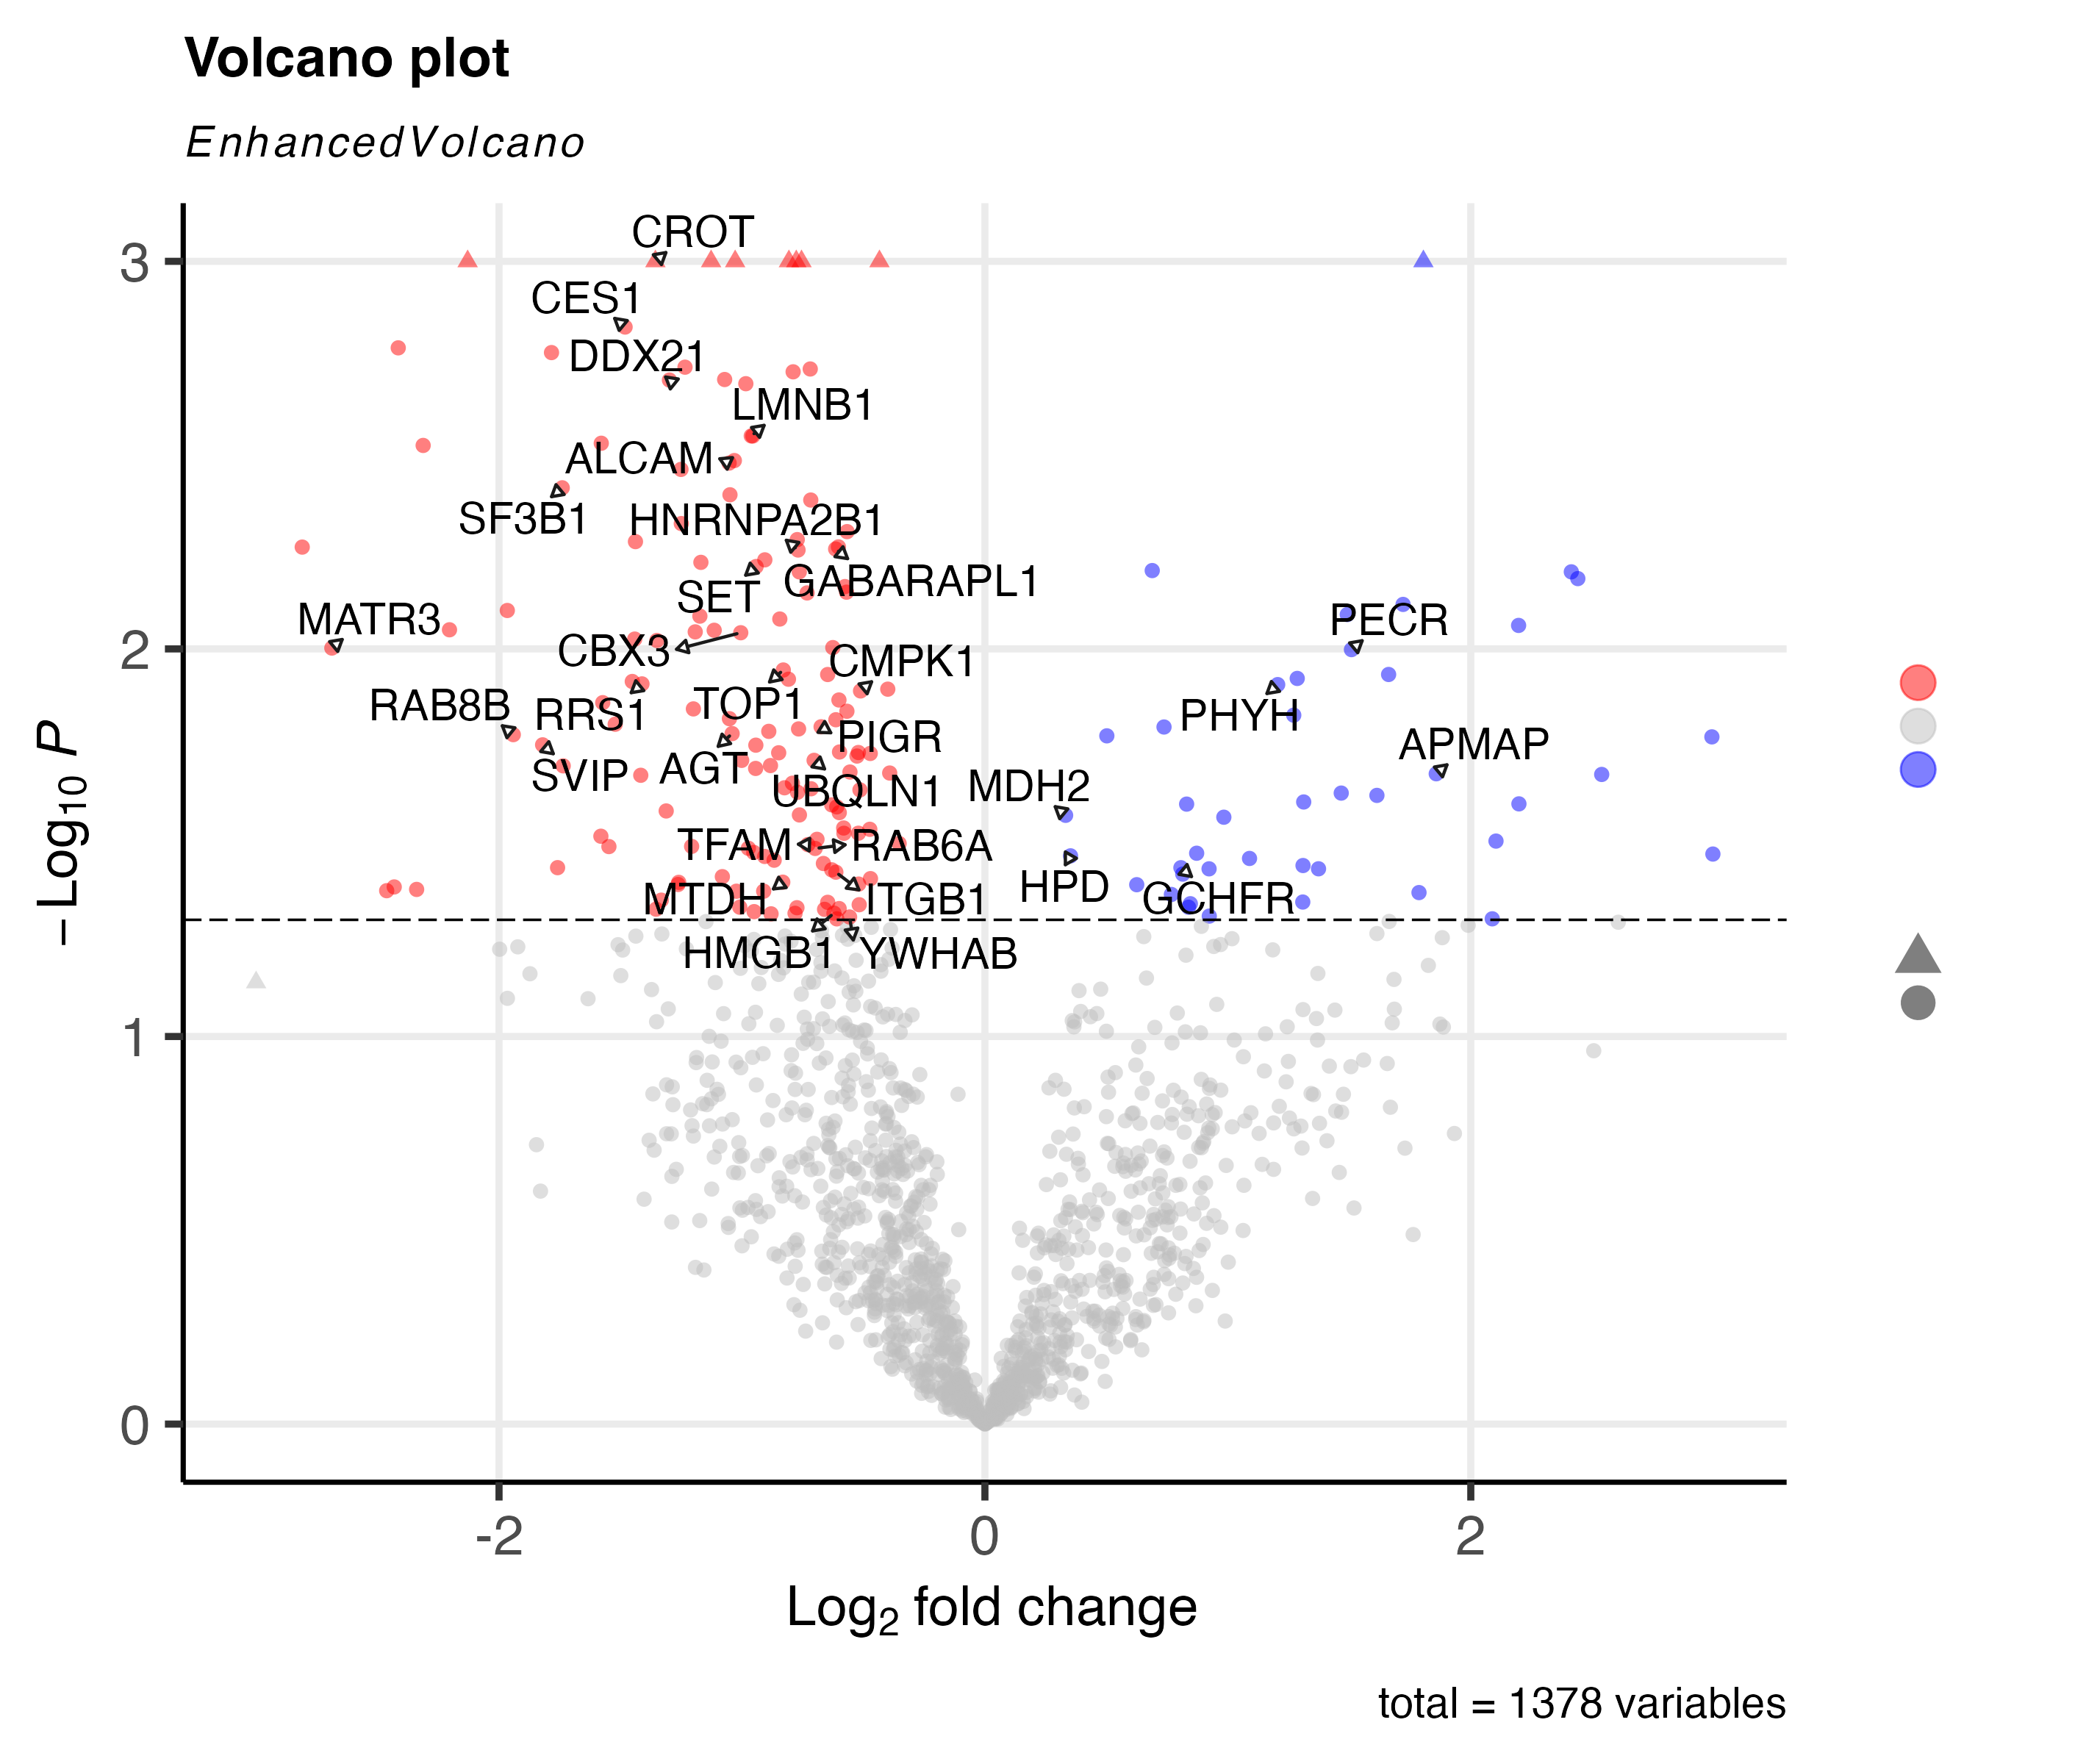 Volcano plot
EnhancedVolcano
CROT
3
CES1
DDX21
LMNB1
ALCAM
SF3B1
HNRNPA2B1
GABARAPL1
SET
MATR3
PECR
2
CBX3
CMPK1
RAB8B
RRS1
TOP1
PHYH
PIGR
APMAP
SVIP
AGT
UBQLN1
MDH2
TFAM
RAB6A
HPD
MTDH
ITGB1
GCHFR
HMGB1
YWHAB
−Log10 P
1
0
-2
0
2
Log2 fold change
total = 1378 variables